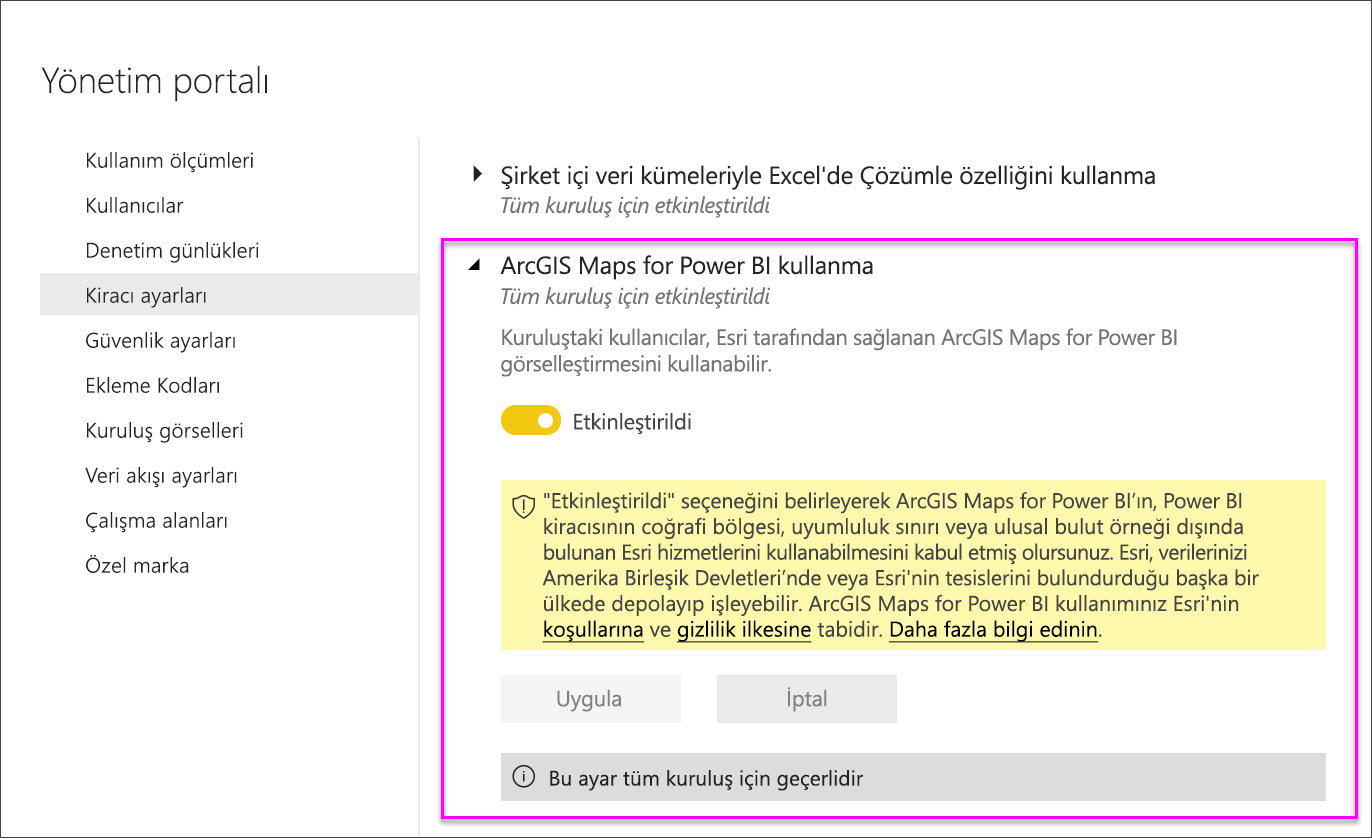 Yönetim portalı
Kullanım ölçümleri
Kullanıcılar
Denetim günlükleri
Kiracı ayarları
Güvenlik ayarları
Ekleme Kodları
Kuruluş görselleri
Veri akışı ayarları
Çalışma alanları
Özel marka
Şirket içi veri kümeleriyle Excel'de Çözümle özelliğini kullanma
Tüm kuruluş için etkinleştirildi
ArcGIS Maps for Power BI kullanma
Tüm kuruluş için etkinleştirildi
Kuruluştaki kullanıcılar, Esri tarafından sağlanan ArcGIS Maps for Power BI
görselleştirmesini kullanabilir.
Etkinleştirildi
"Etkinleştirildi" seçeneğini belirleyerek ArcGIS Maps for Power BI’ın, Power BI
kiracısının coğrafi bölgesi, uyumluluk sınırı veya ulusal bulut örneği dışında
bulunan Esri hizmetlerini kullanabilmesini kabul etmiş olursunuz. Esri, verilerinizi
Amerika Birleşik Devletleri’nde veya Esri'nin tesislerini bulundurduğu başka bir
ülkede depolayıp işleyebilir. ArcGIS Maps for Power BI kullanımınız Esri'nin
koşullarına ve gizlilik ilkesine tabidir. Daha fazla bilgi edinin.
Uygula
İptal
Bu ayar tüm kuruluş için geçerlidir